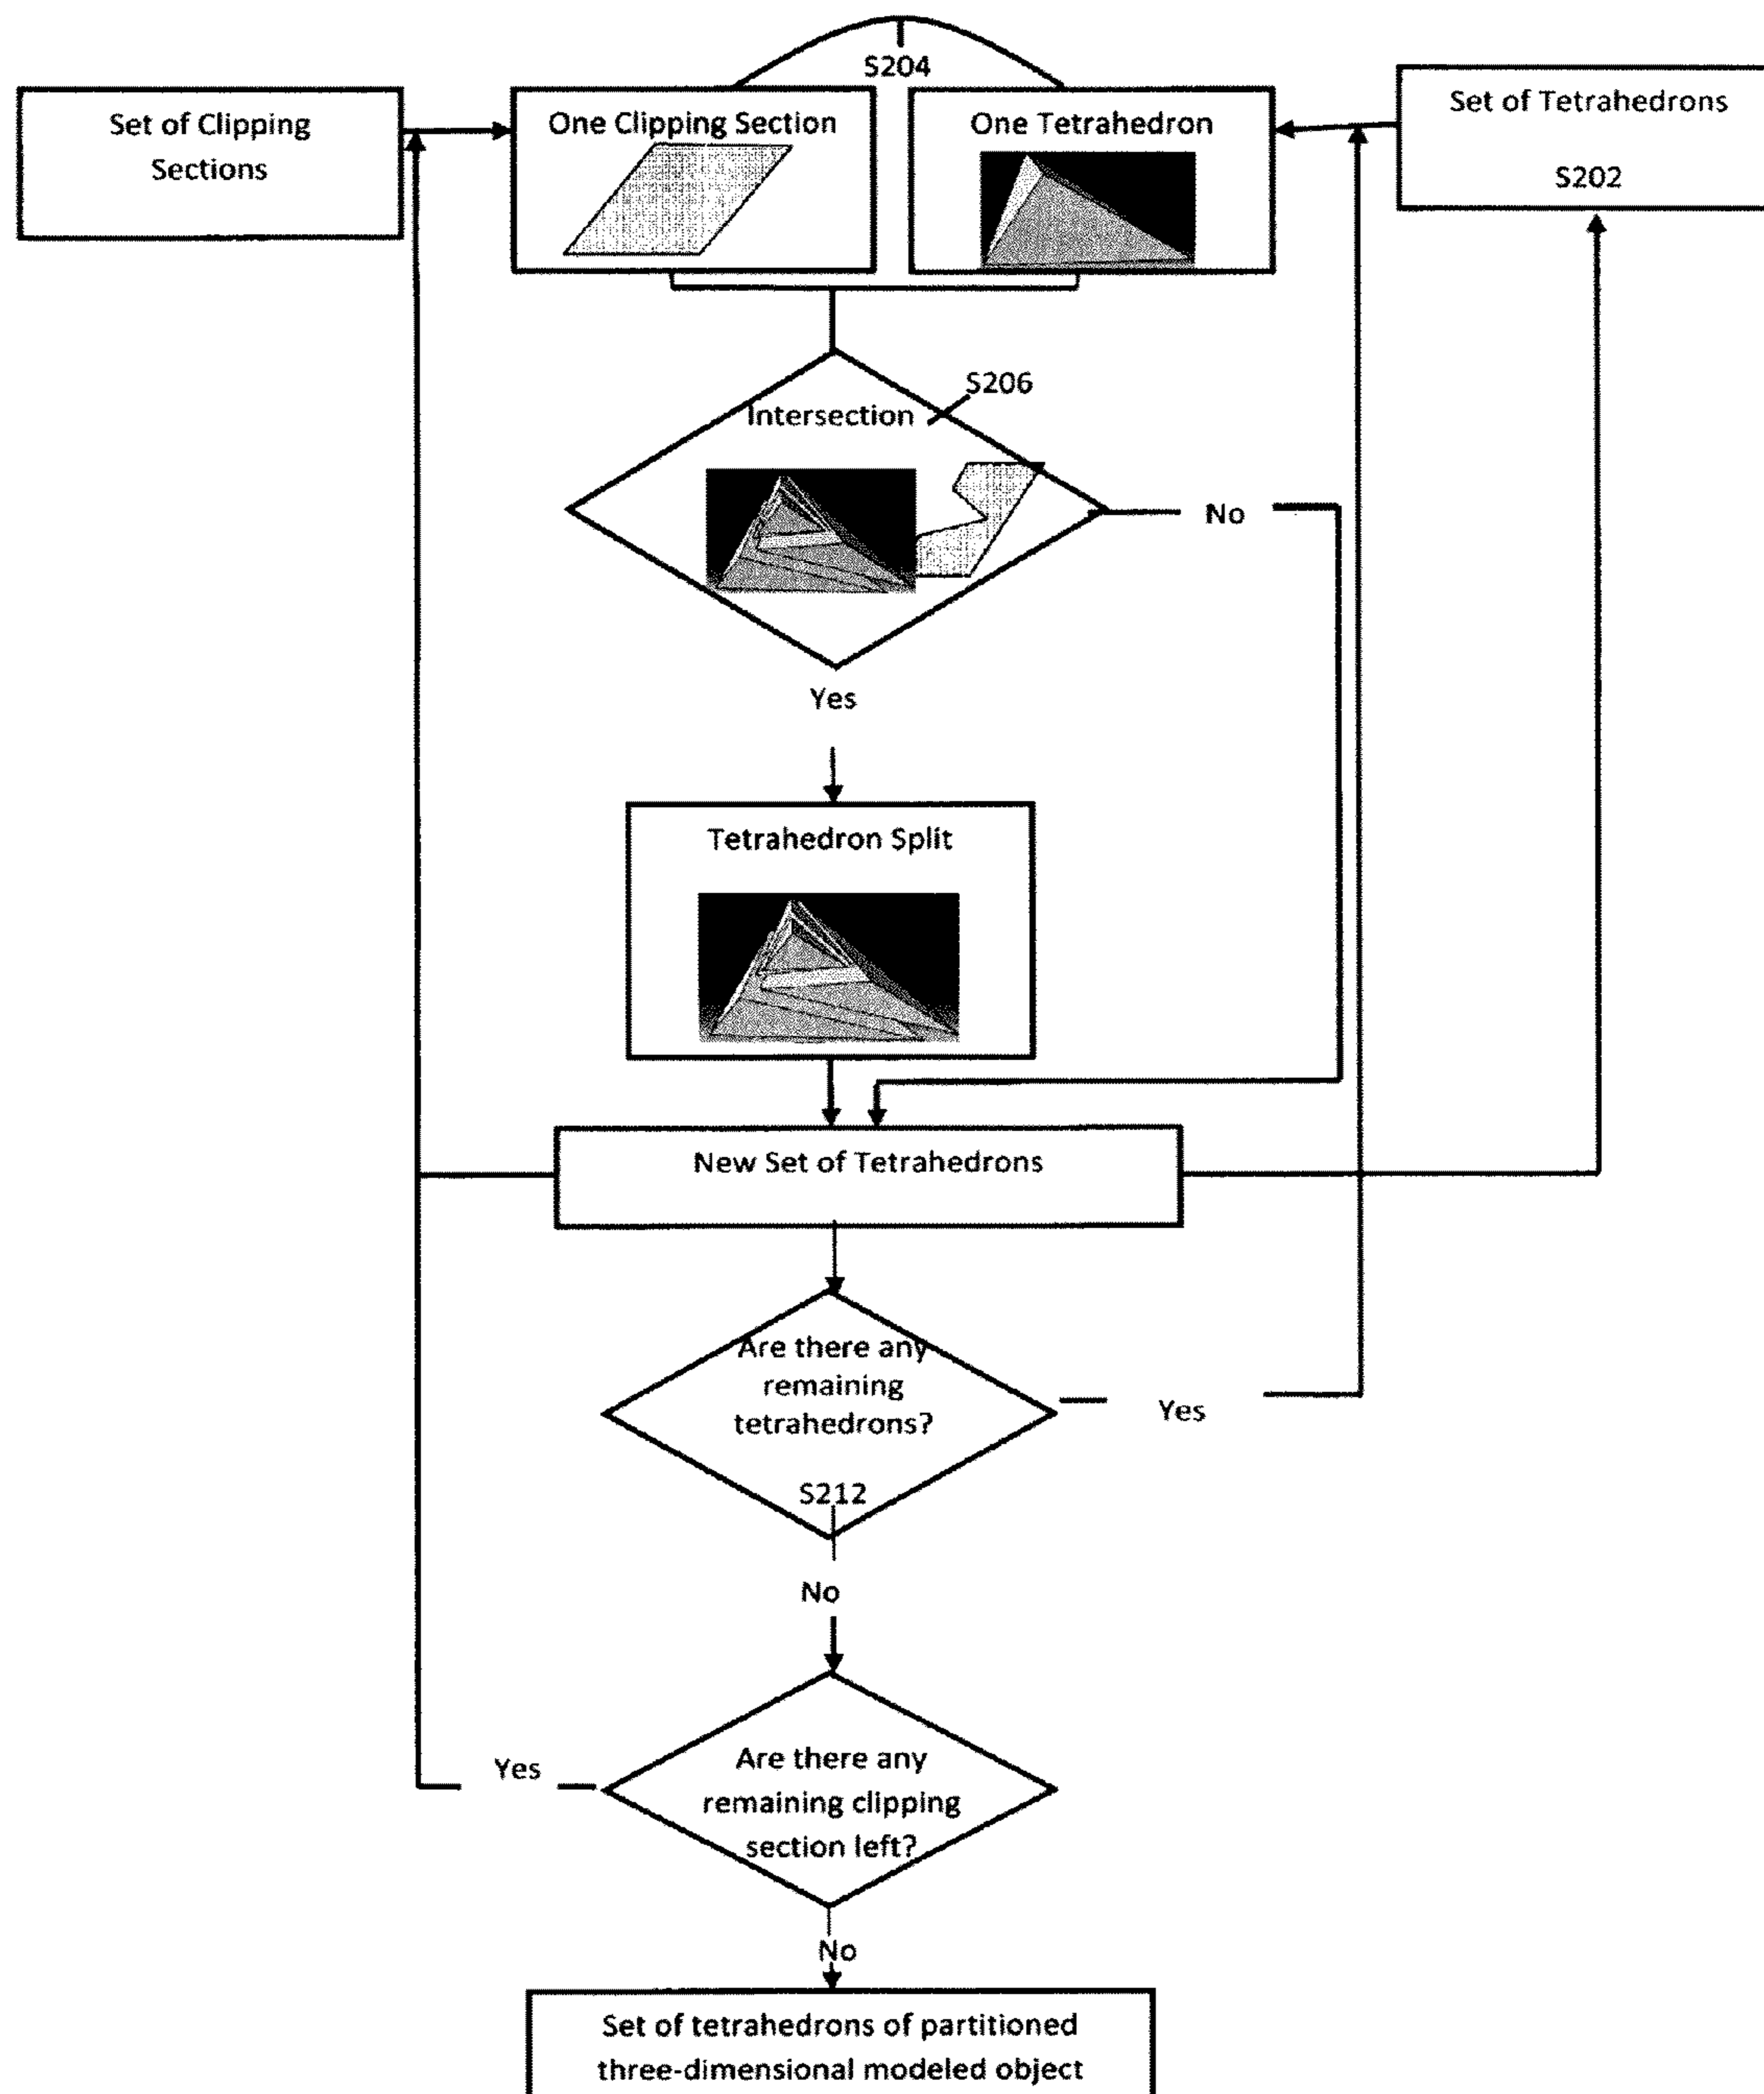 S204
Set of Clipping
Sections
One Clipping Section
One Tetrahedron
Set of Tetrahedrons
S202
S206
Intersection
No
Yes
Tetrahedron Split
New Set of Tetrahedrons
Are there any
remaining
tetrahedrons?
S212
Yes
No
Are there any
remaining clipping
section left?
Yes
No
Set of tetrahedrons of partitioned
three-dimensional modeled object